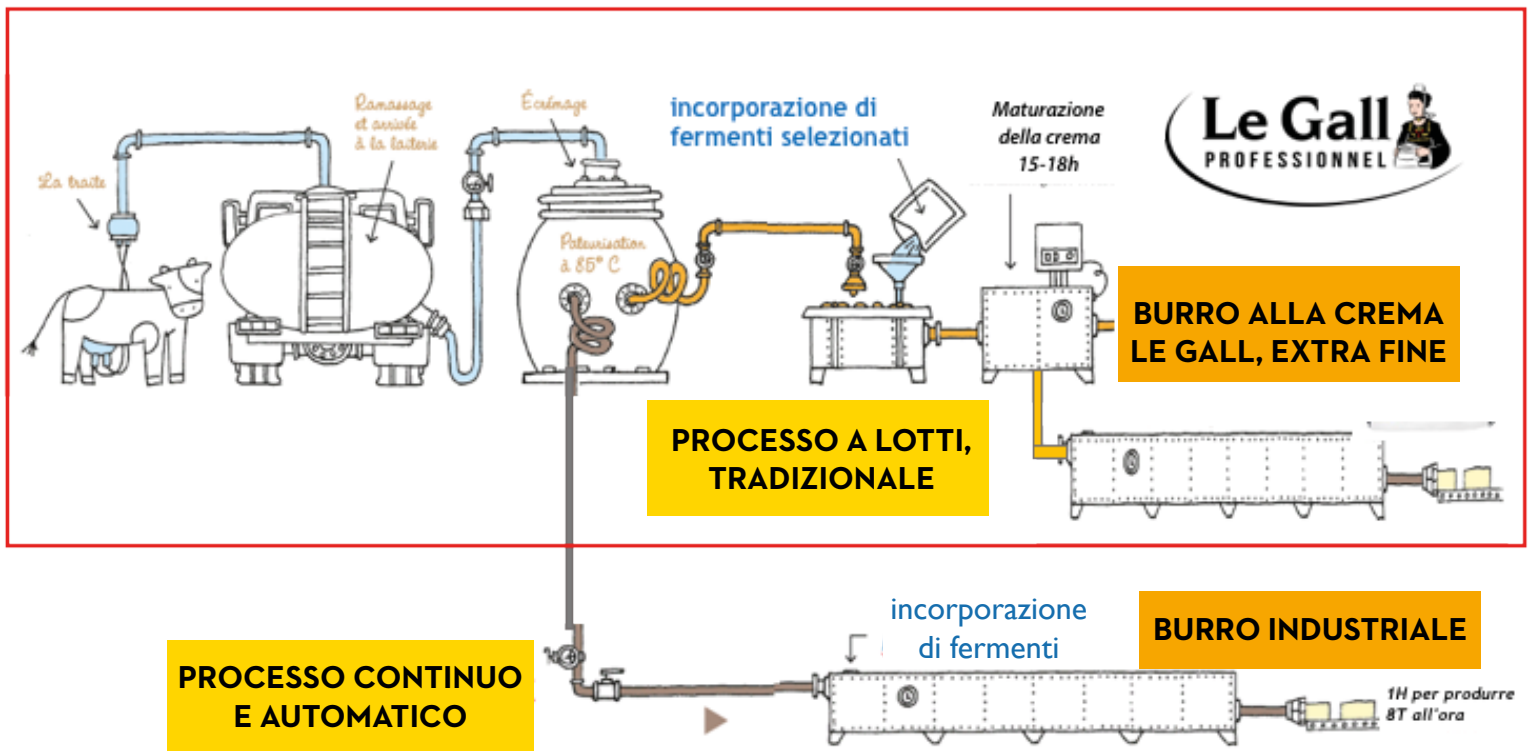 La traite
Ramassage
et arrivée
à la laiterie
Écrémage
Pateurisation
à 85° C
incorporazione di
fermenti selezionati
Maturazione
della crema
15-18h
Le Gall
PROFESSIONNEL
BURRO ALLA CREMA
LE GALL, EXTRA FINE
PROCESSO A LOTTI,
TRADIZIONALE
PROCESSO CONTINUO
E AUTOMATICO
incorporazione
di fermenti
BURRO INDUSTRIALE
1H per produrre
8T all'ora